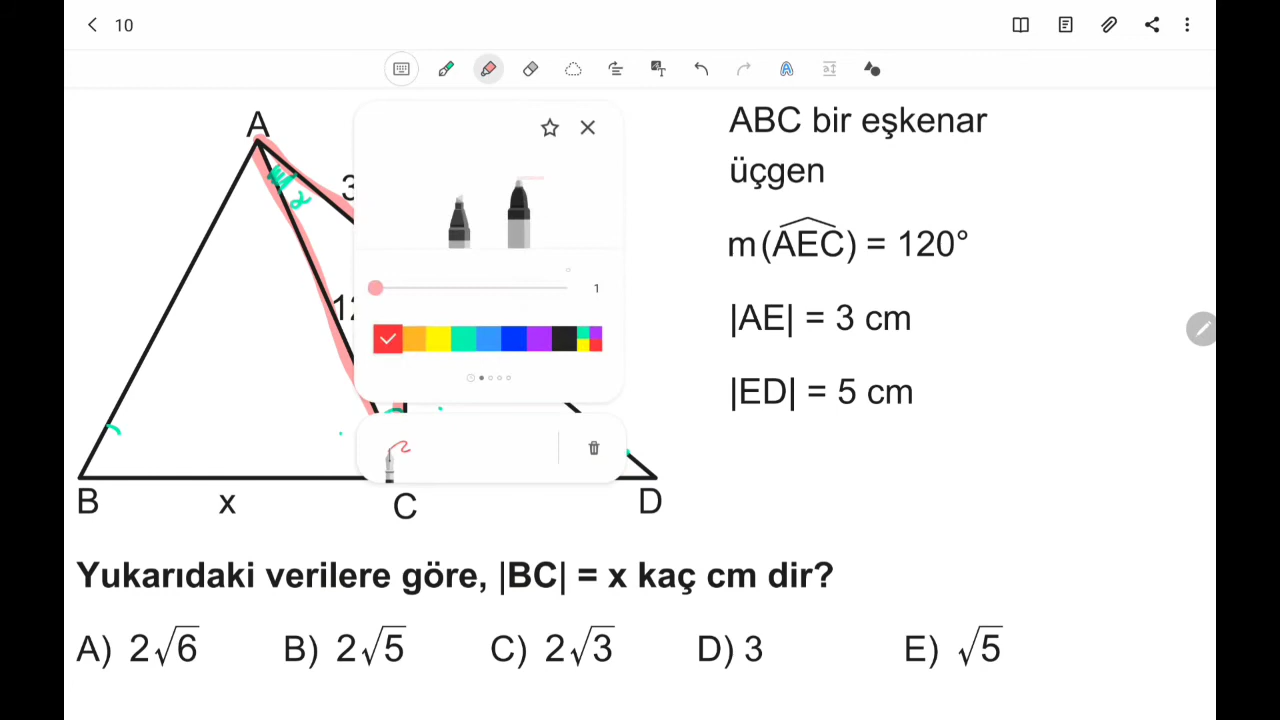 10
A
3
α
12
1
B
x
C
D
ABC bir eşkenar
üçgen
m(AEC) = 120°
|AE| = 3 cm
|ED| = 5 cm
Yukarıdaki verilere göre, |BC| = x kaç cm dir?
A) 2√6 B) 2√5 C) 2√3 D) 3 E) √5